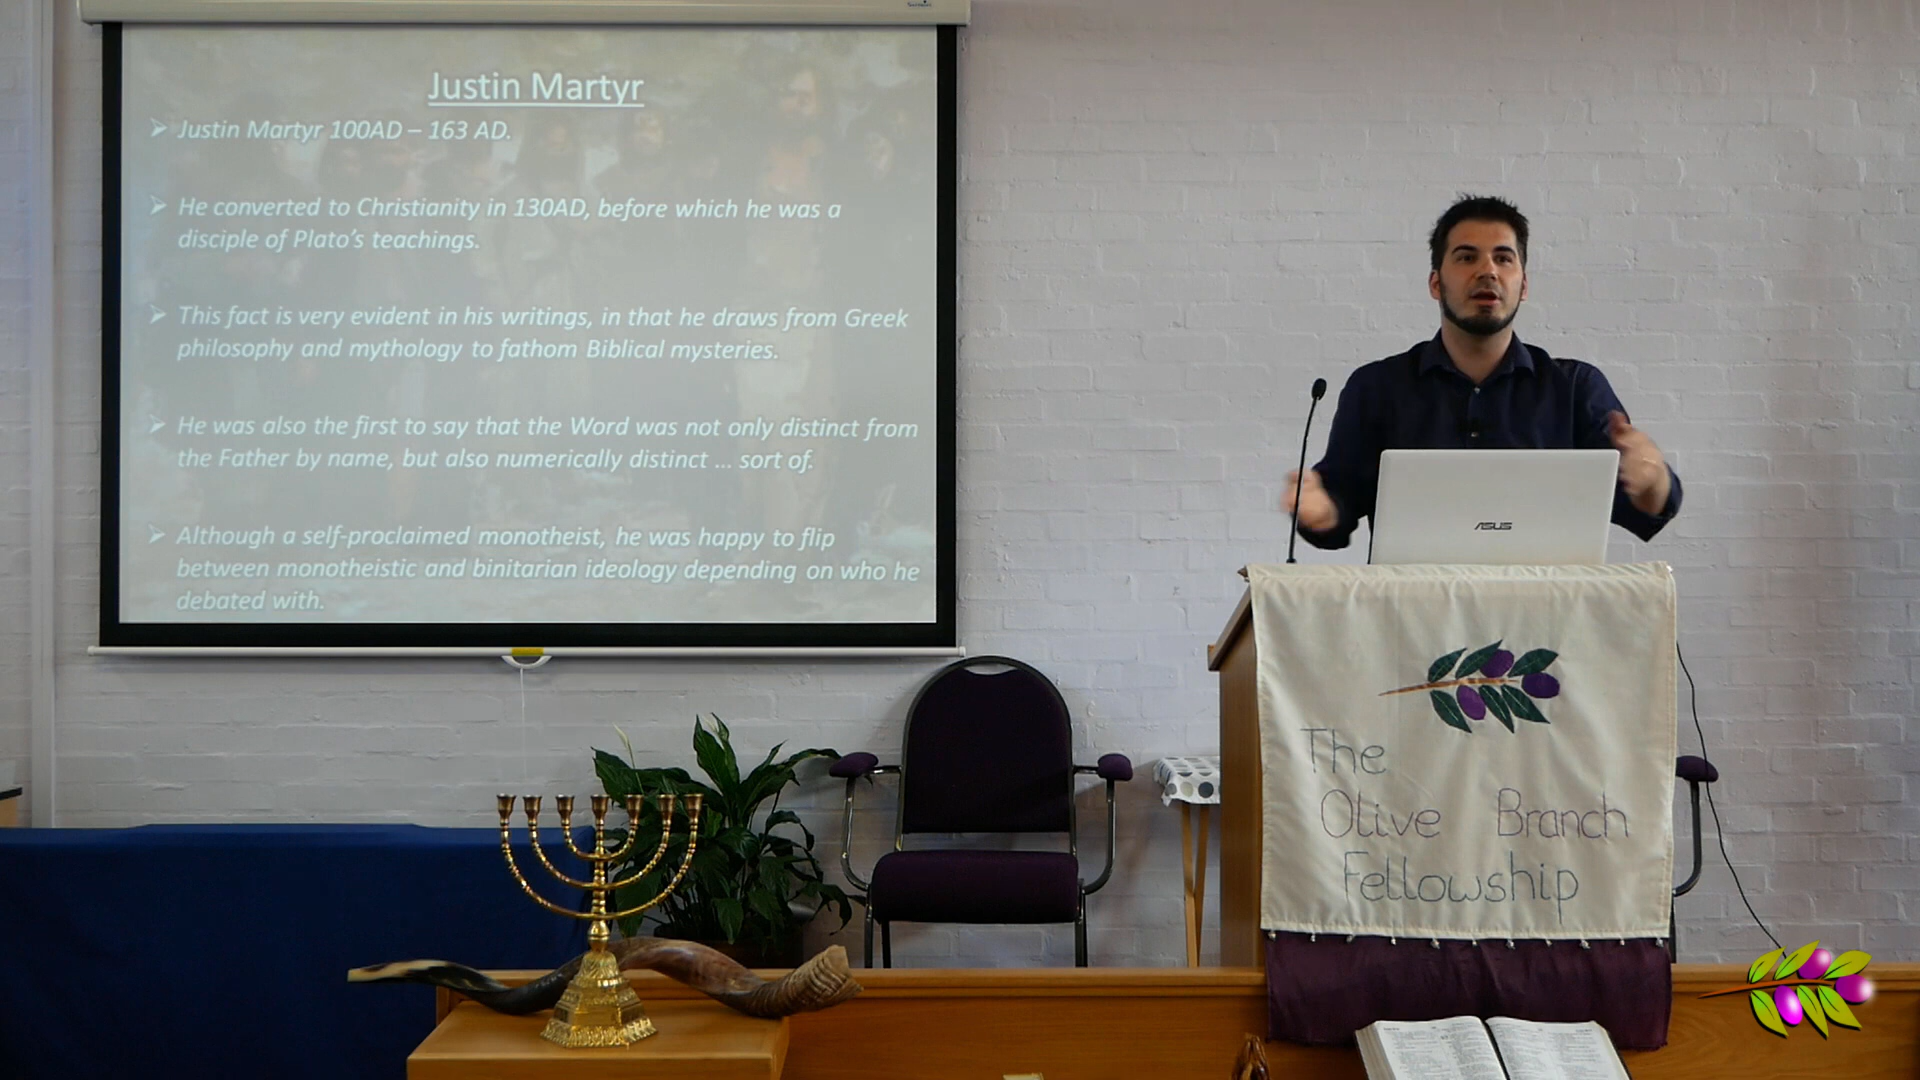 Justin Martyr
Justin Martyr 100AD – 163 AD.
He converted to Christianity in 130AD, before which he was a
disciple of Plato's teachings.
This fact is very evident in his writings, in that he draws from Greek
philosophy and mythology to fathom Biblical mysteries.
He was also the first to say that the Word was not only distinct from
the Father by name, but also numerically distinct ... sort of.
Although a self-proclaimed monotheist, he was happy to flip
between monotheistic and binitarian ideology depending on who he
debated with.
ASUS
The
Olive Branch
Fellowship